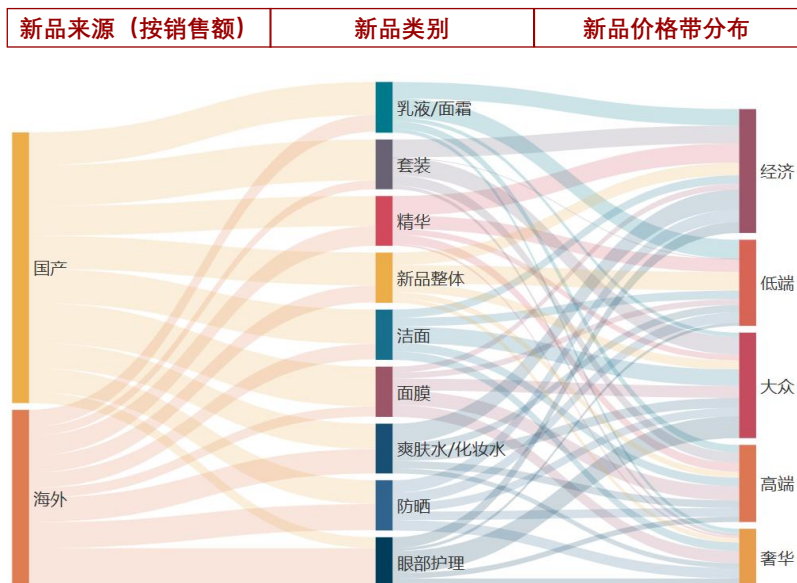 新品来源（按销售额）
新品类别
新品价格带分布
国产
海外
乳液/面霜
套装
精华
新品整体
洁面
面膜
爽肤水/化妆水
防晒
眼部护理
经济
低端
大众
高端
奢华